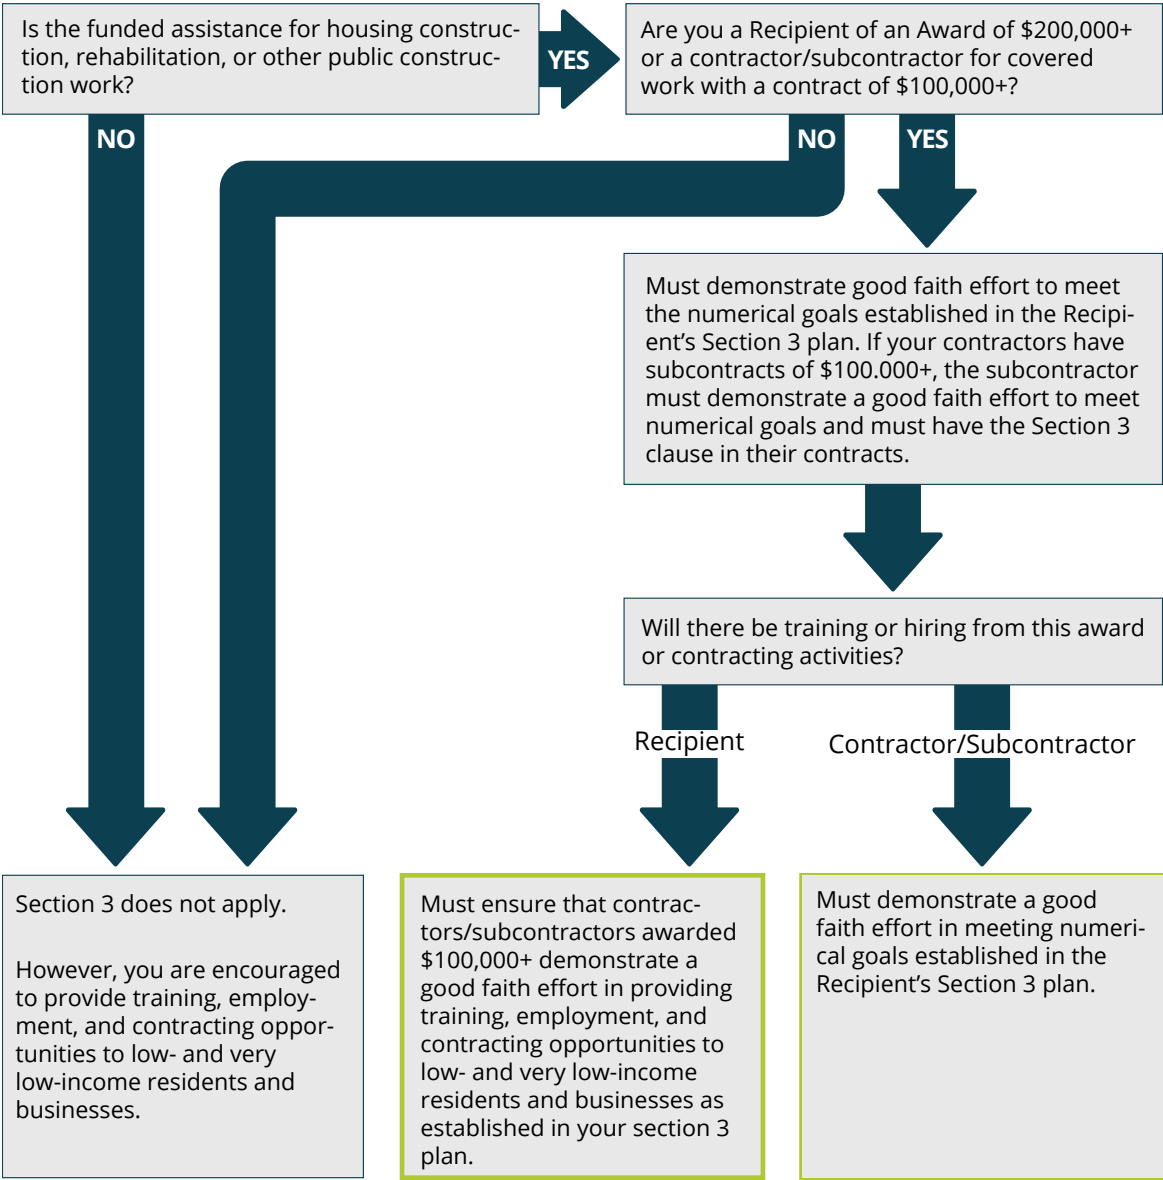 Is the funded assistance for housing construc-
tion, rehabilitation, or other public construc-
tion work?
YES
Are you a Recipient of an Award of $200,000+
or a contractor/subcontractor for covered
work with a contract of $100,000+?
NO
NO
YES
Must demonstrate good faith effort to meet
the numerical goals established in the Recipi-
ent’s Section 3 plan. If your contractors have
subcontracts of $100.000+, the subcontractor
must demonstrate a good faith effort to meet
numerical goals and must have the Section 3
clause in their contracts.
Will there be training or hiring from this award
or contracting activities?
Recipient
Contractor/Subcontractor
Section 3 does not apply.
However, you are encouraged
to provide training, employ-
ment, and contracting oppor-
tunities to low- and very
low-income residents and
businesses.
Must ensure that contrac-
tors/subcontractors awarded
$100,000+ demonstrate a
good faith effort in providing
training, employment, and
contracting opportunities to
low- and very low-income
residents and businesses as
established in your section 3
plan.
Must demonstrate a good
faith effort in meeting numeri-
cal goals established in the
Recipient’s Section 3 plan.